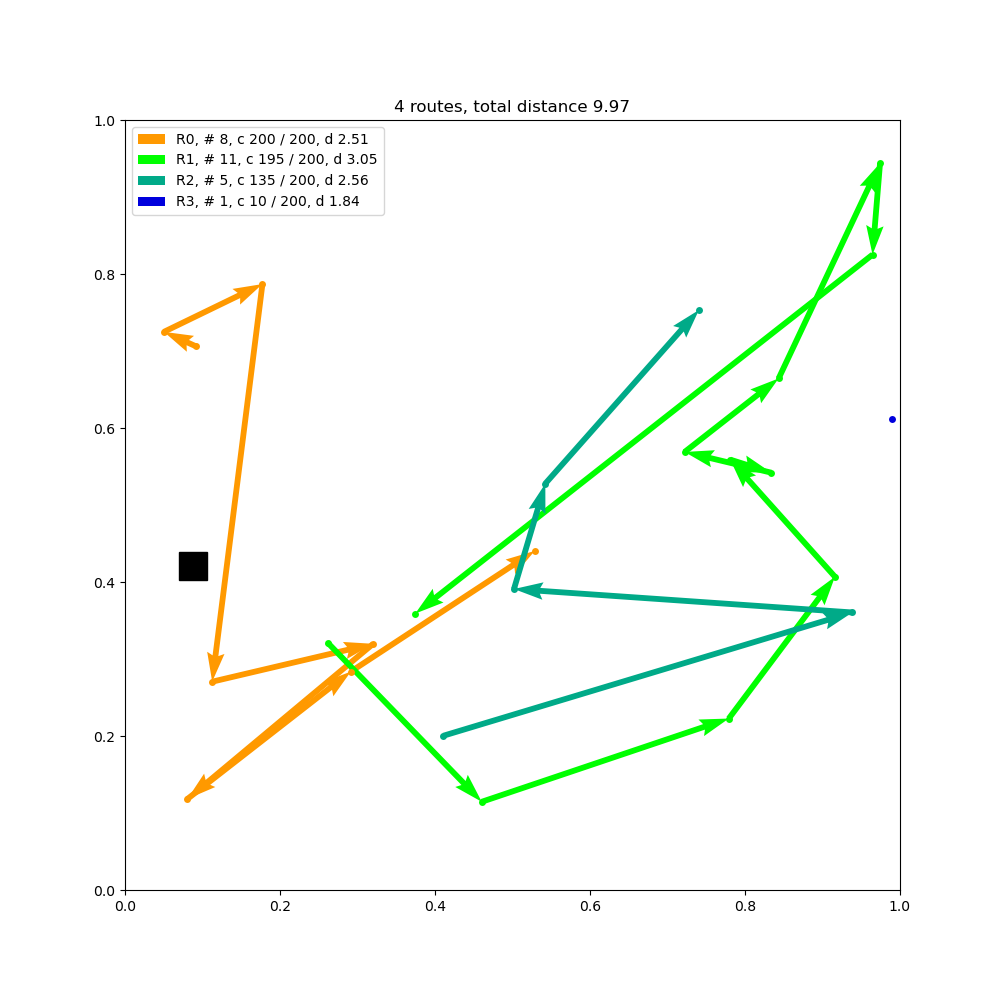 4 routes, total distance 9.97
R0, # 8, c 200 / 200, d 2.51
R1, # 11, c 195 / 200, d 3.05
R2, # 5, c 135 / 200, d 2.56
R3, # 1, c 10 / 200, d 1.84
1.0
0.8
0.6
0.4
0.2
0.0
0.0 0.2 0.4 0.6 0.8 1.0